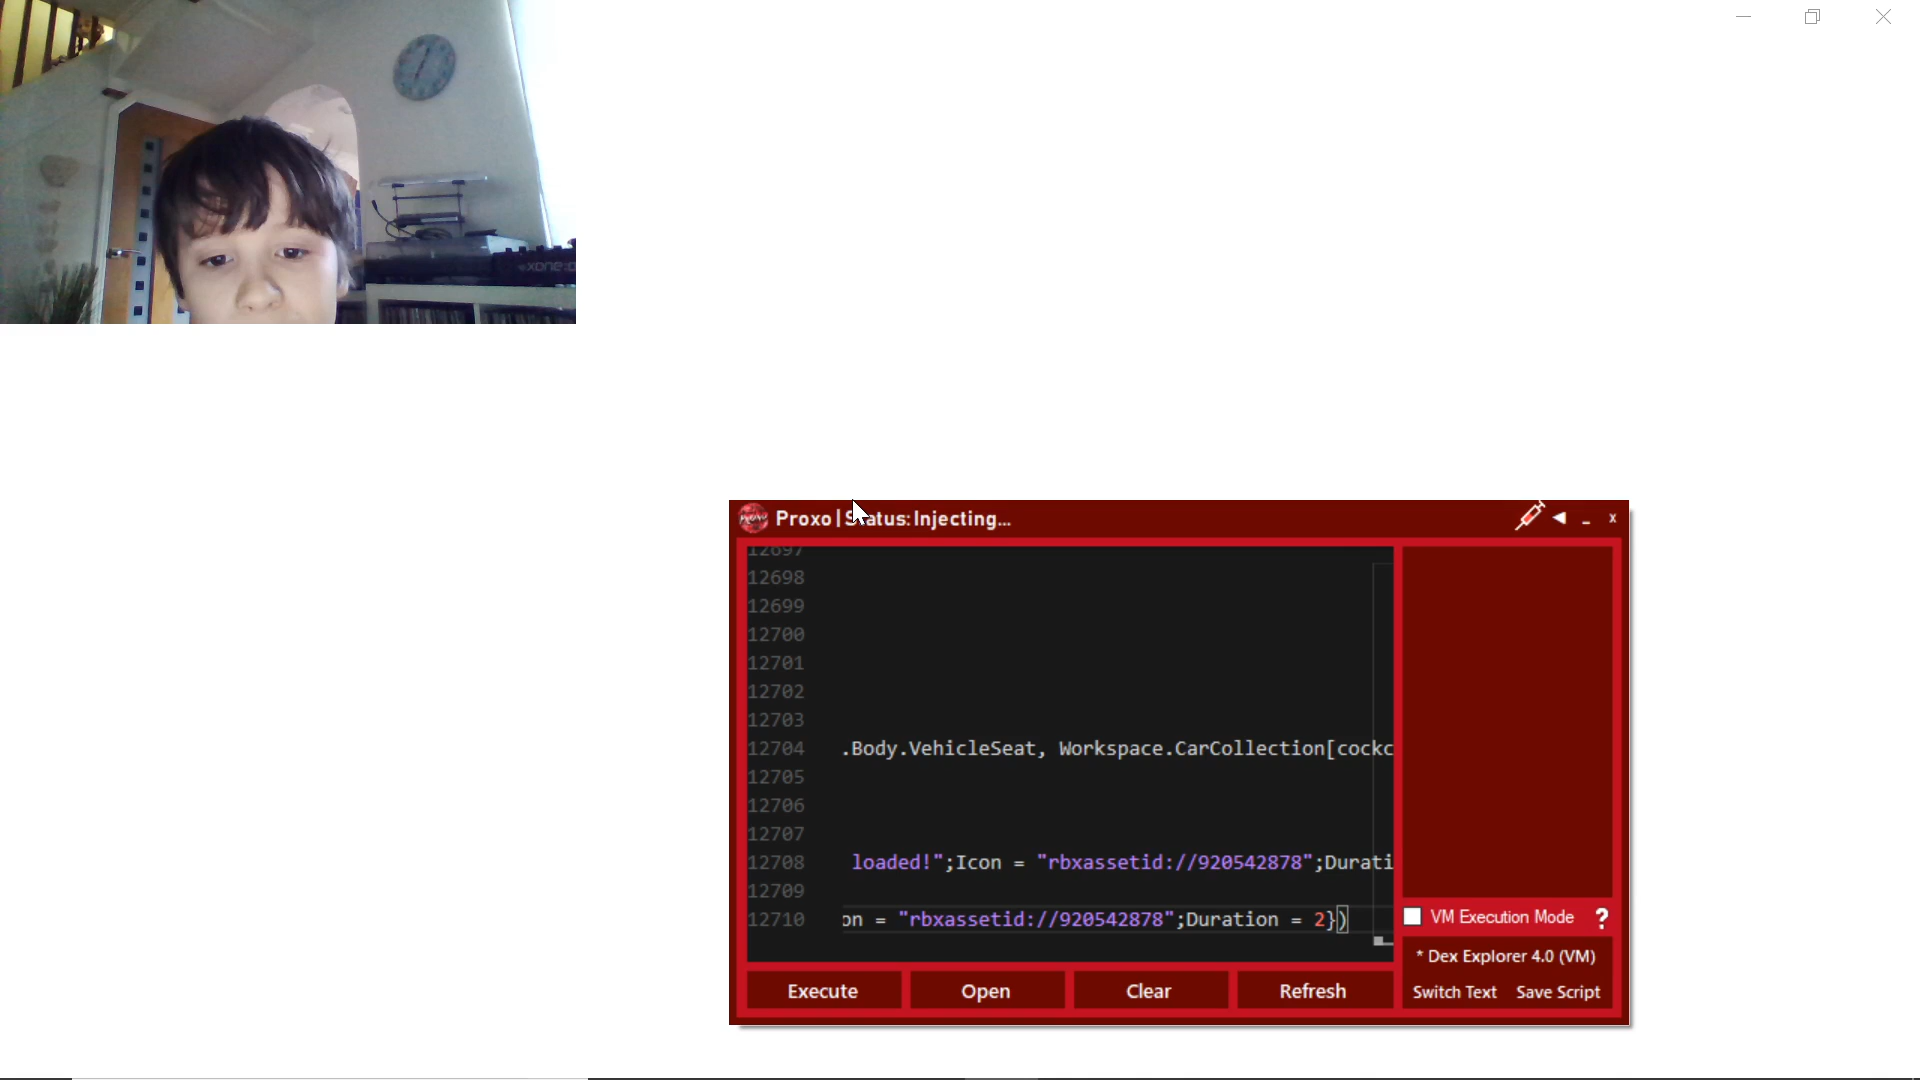 XONE:D
Proxo | Status: Injecting...
12697
12698
12699
12700
12701
12702
12703
12704 .Body.VehicleSeat, Workspace.CarCollection[cockc
12705
12706
12707
12708 loaded!";Icon = "rbxassetid://920542878";Durati
12709
12710 on = "rbxassetid://920542878";Duration = 2})
VM Execution Mode ?
* Dex Explorer 4.0 (VM)
Execute Open Clear Refresh Switch Text Save Script